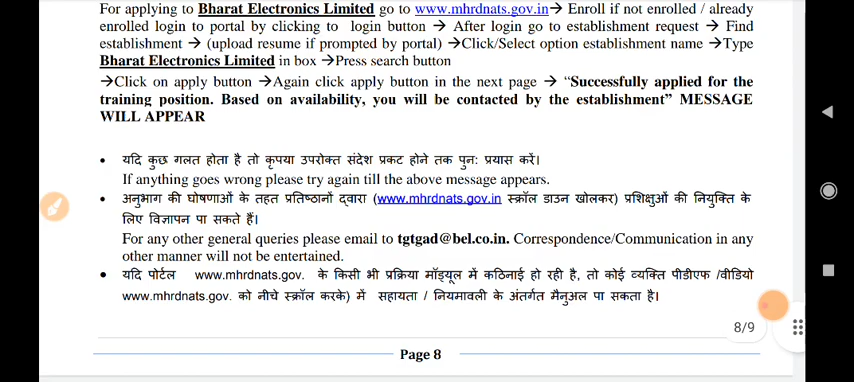 For applying to Bharat Electronics Limited go to www.mhrdnats.gov.in→ Enroll if not enrolled / already
enrolled login to portal by clicking to login button → After login go to establishment request → Find
establishment → (upload resume if prompted by portal) →Click/Select option establishment name →Type
Bharat Electronics Limited in box →Press search button
→Click on apply button →Again click apply button in the next page → “Successfully applied for the
training position. Based on availability, you will be contacted by the establishment” MESSAGE
WILL APPEAR
• यदि कुछ गलत होता है तो कृपया उपरोक्त संदेश प्रकट होने तक पुन: प्रयास करें।
If anything goes wrong please try again till the above message appears.
• अनुभाग की घोषणाओं के तहत प्रतिष्ठानों द्वारा (www.mhrdnats.gov.in स्क्रॉल डाउन खोलकर) प्रशिक्षुओं की नियुक्ति के
लिए विज्ञापन पा सकते हैं।
For any other general queries please email to tgtgad@bel.co.in. Correspondence/Communication in any
other manner will not be entertained.
• यदि पोर्टल www.mhrdnats.gov. के किसी भी प्रक्रिया मॉड्यूल में कठिनाई हो रही है, तो कोई व्यक्ति पीडीएफ /वीडियो
www.mhrdnats.gov. को नीचे स्क्रॉल करके) में सहायता / नियमावली के अंतर्गत मैनुअल पा सकता है।
8/9
Page 8